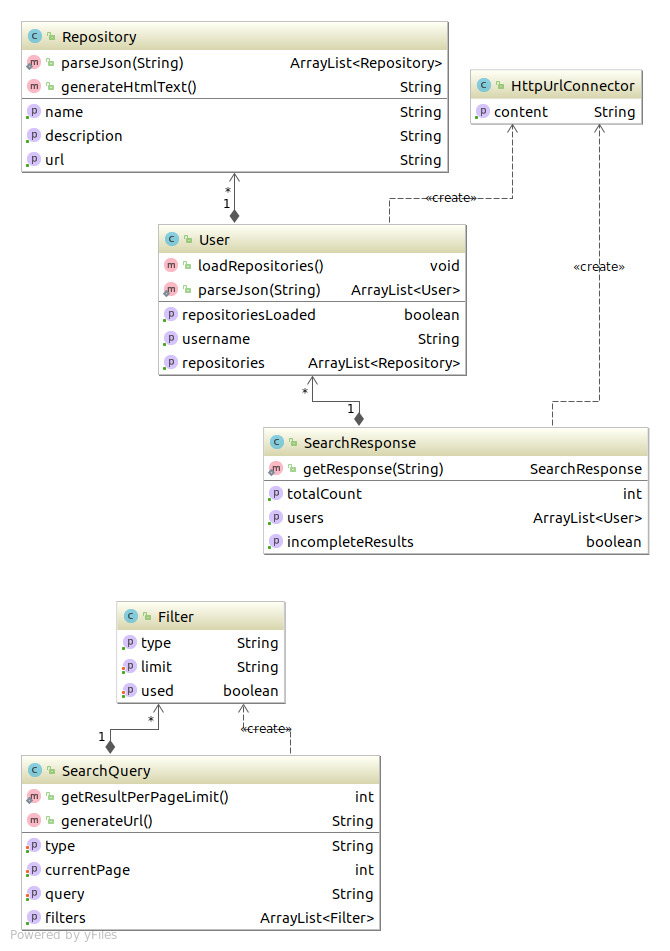 Repository
parseJson(String) ArrayList<Repository>
generateHtmlText() String
name String
description String
url String
HttpUrlConnector
content String
*
1
«create»
User
loadRepositories() void
parseJson(String) ArrayList<User>
repositoriesLoaded boolean
username String
repositories ArrayList<Repository>
«create»
*
1
SearchResponse
getResponse(String) SearchResponse
totalCount int
users ArrayList<User>
incompleteResults boolean
Filter
type String
limit String
used boolean
*
1
«create»
SearchQuery
getResultPerPageLimit() int
generateUrl() String
type String
currentPage int
query String
filters ArrayList<Filter>
Powered by yFiles